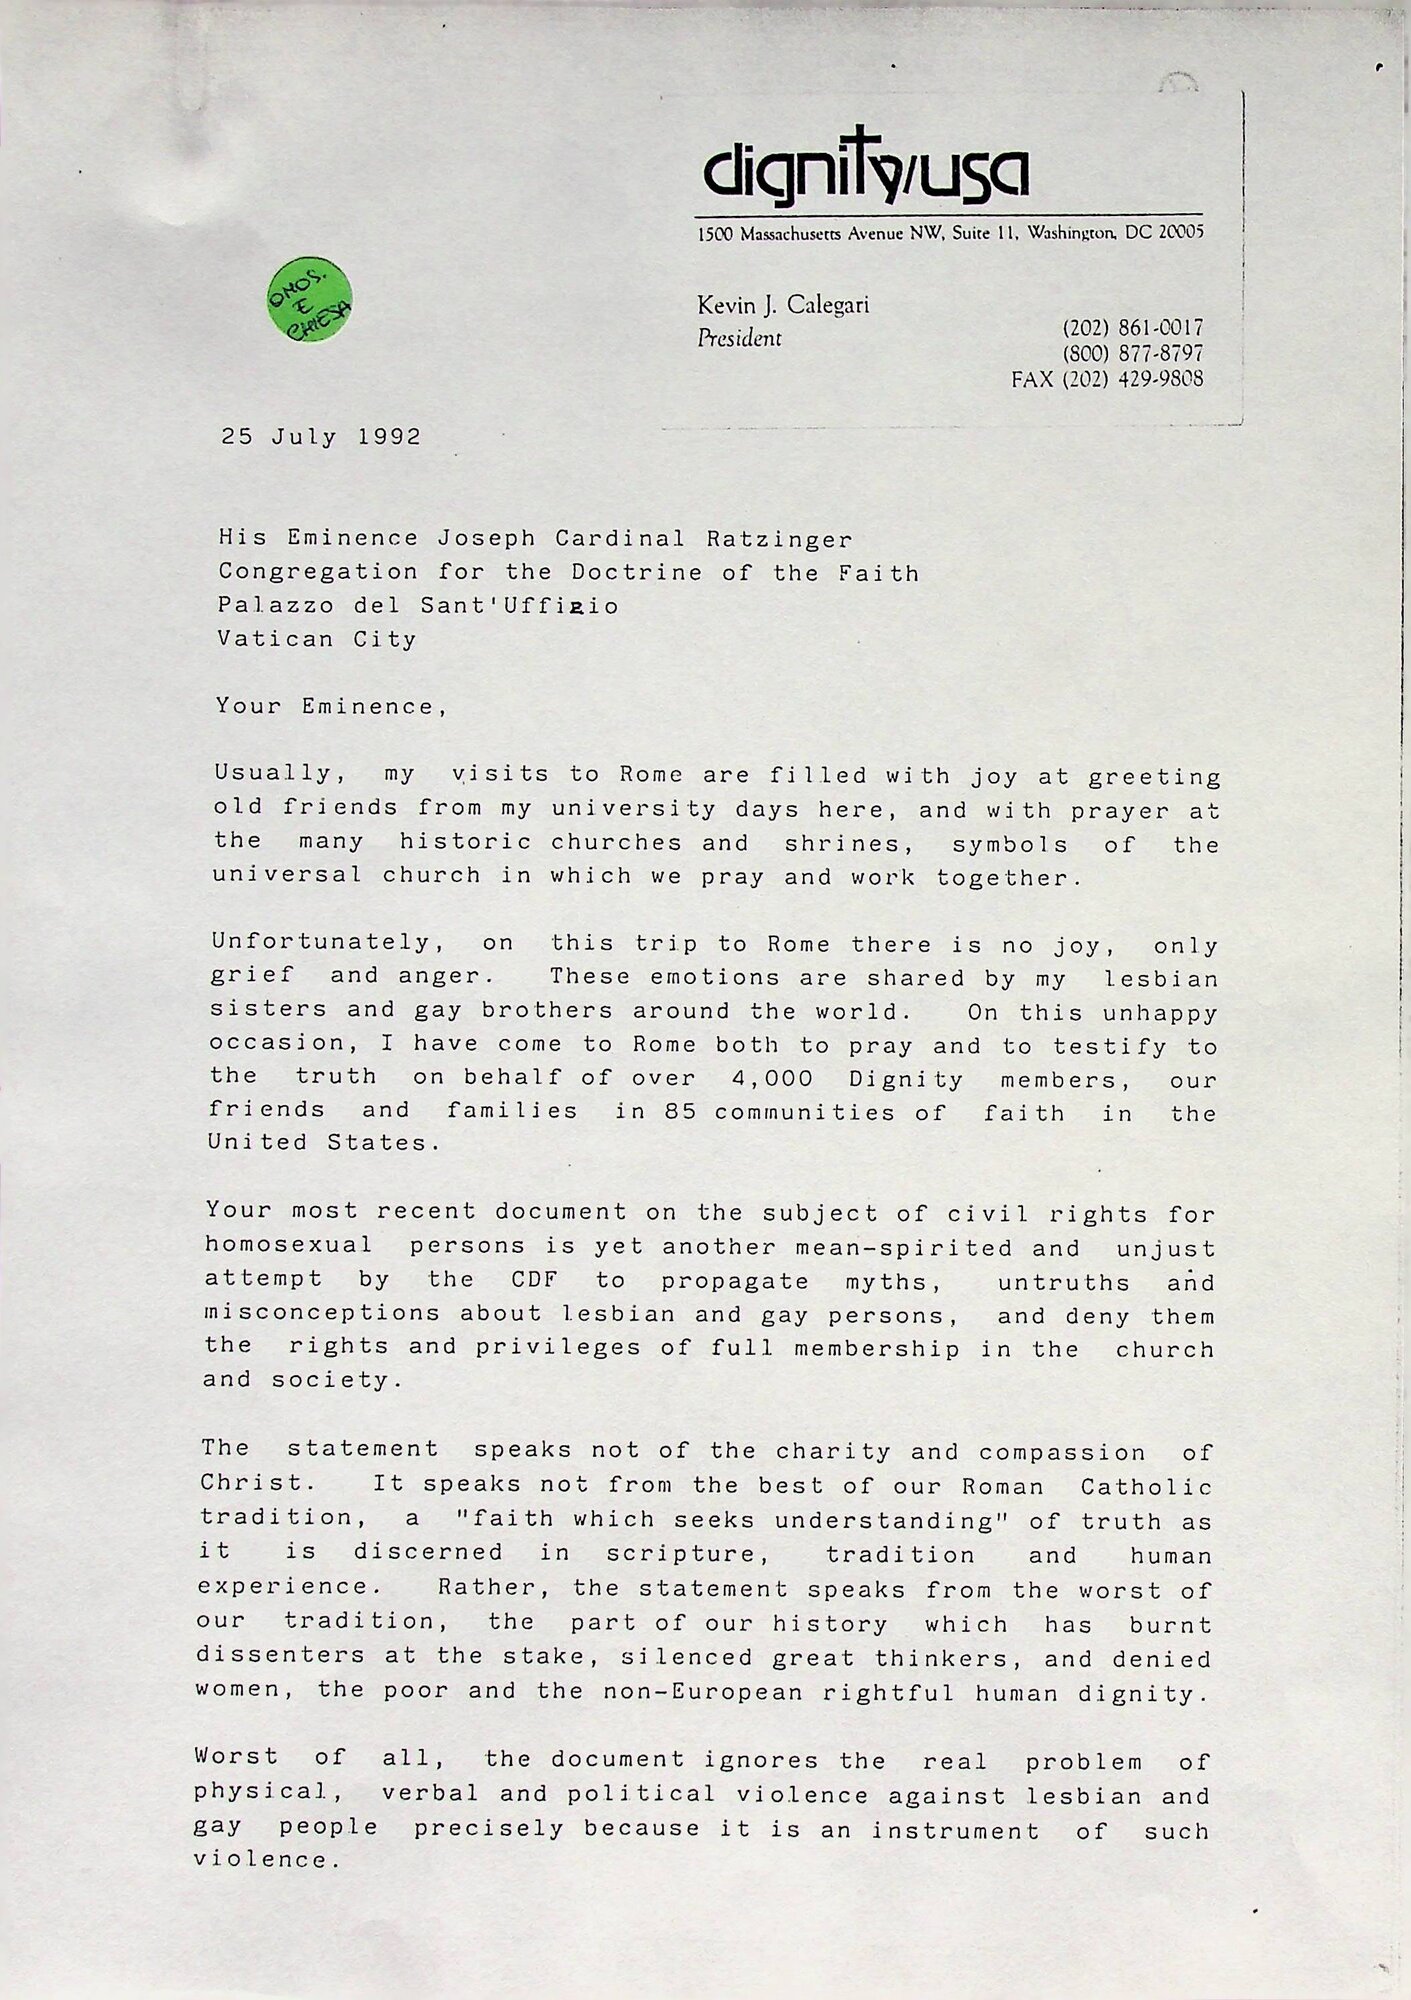 dignity/usa
1500 Massachusetts Avenue NW, Suite 11, Washington, DC 20005
Kevin J. Calegari
President
(202) 861-0017
(800) 877-8797
FAX (202) 429-9808
OMOS.
E
CHIESA
25 July 1992
His Eminence Joseph Cardinal Ratzinger
Congregation for the Doctrine of the Faith
Palazzo del Sant'Uffizio
Vatican City
Your Eminence,
Usually, my visits to Rome are filled with joy at greeting
old friends from my university days here, and with prayer at
the many historic churches and shrines, symbols of the
universal church in which we pray and work together.
Unfortunately, on this trip to Rome there is no joy, only
grief and anger. These emotions are shared by my lesbian
sisters and gay brothers around the world. On this unhappy
occasion, I have come to Rome both to pray and to testify to
the truth on behalf of over 4,000 Dignity members, our
friends and families in 85 communities of faith in the
United States.
Your most recent document on the subject of civil rights for
homosexual persons is yet another mean-spirited and unjust
attempt by the CDF to propagate myths, untruths and
misconceptions about lesbian and gay persons, and deny them
the rights and privileges of full membership in the church
and society.
The statement speaks not of the charity and compassion of
Christ. It speaks not from the best of our Roman Catholic
tradition, a "faith which seeks understanding" of truth as
it is discerned in scripture, tradition and human
experience. Rather, the statement speaks from the worst of
our tradition, the part of our history which has burnt
dissenters at the stake, silenced great thinkers, and denied
women, the poor and the non-European rightful human dignity.
Worst of all, the document ignores the real problem of
physical, verbal and political violence against lesbian and
gay people precisely because it is an instrument of such
violence.